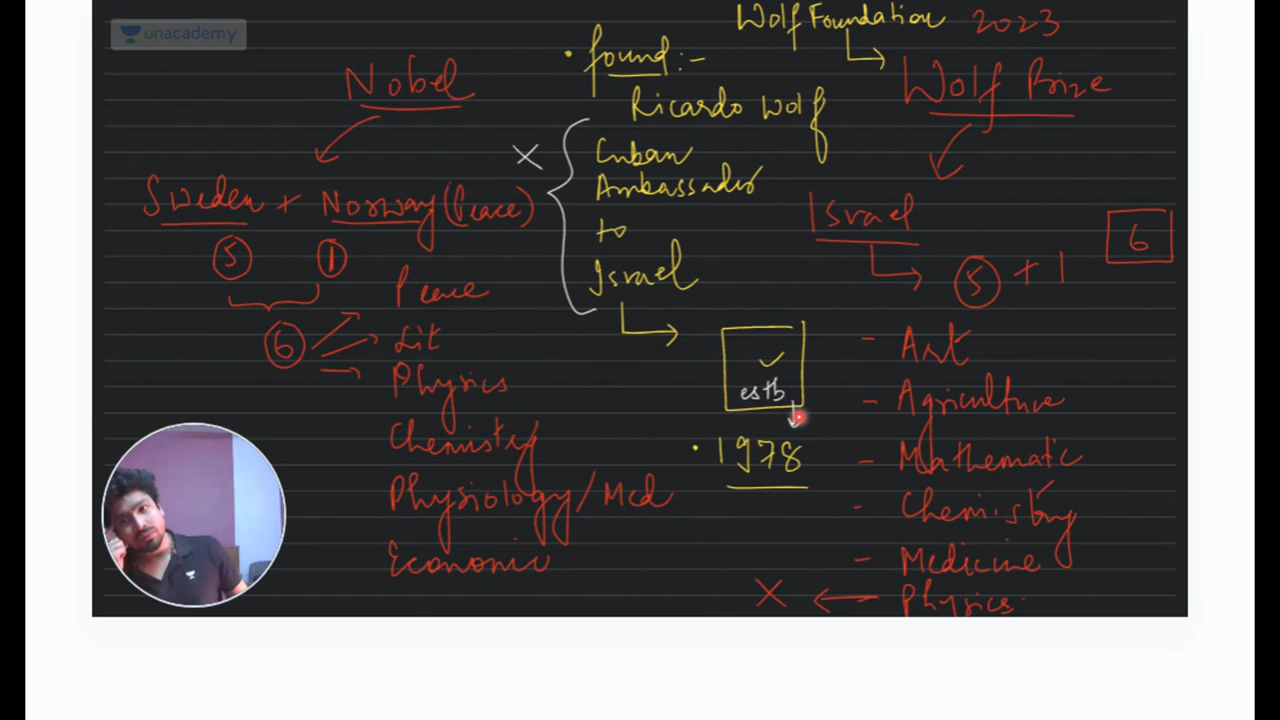 unacademy
Nobel
Sweden + Norway (Peace)
5 1
6
Peace
Lit
Physics
Chemistry
Physiology/Med
Economic
• found:-
Ricardo Wolf
X
Cuban
Ambassador
to
Israel
✓
estb
• 1978
Wolf Foundation 2023
Wolf Prize
Israel
6
5 + 1
- Art
- Agriculture
- Mathematic
- Chemistry
- Medicine
X ← Physics